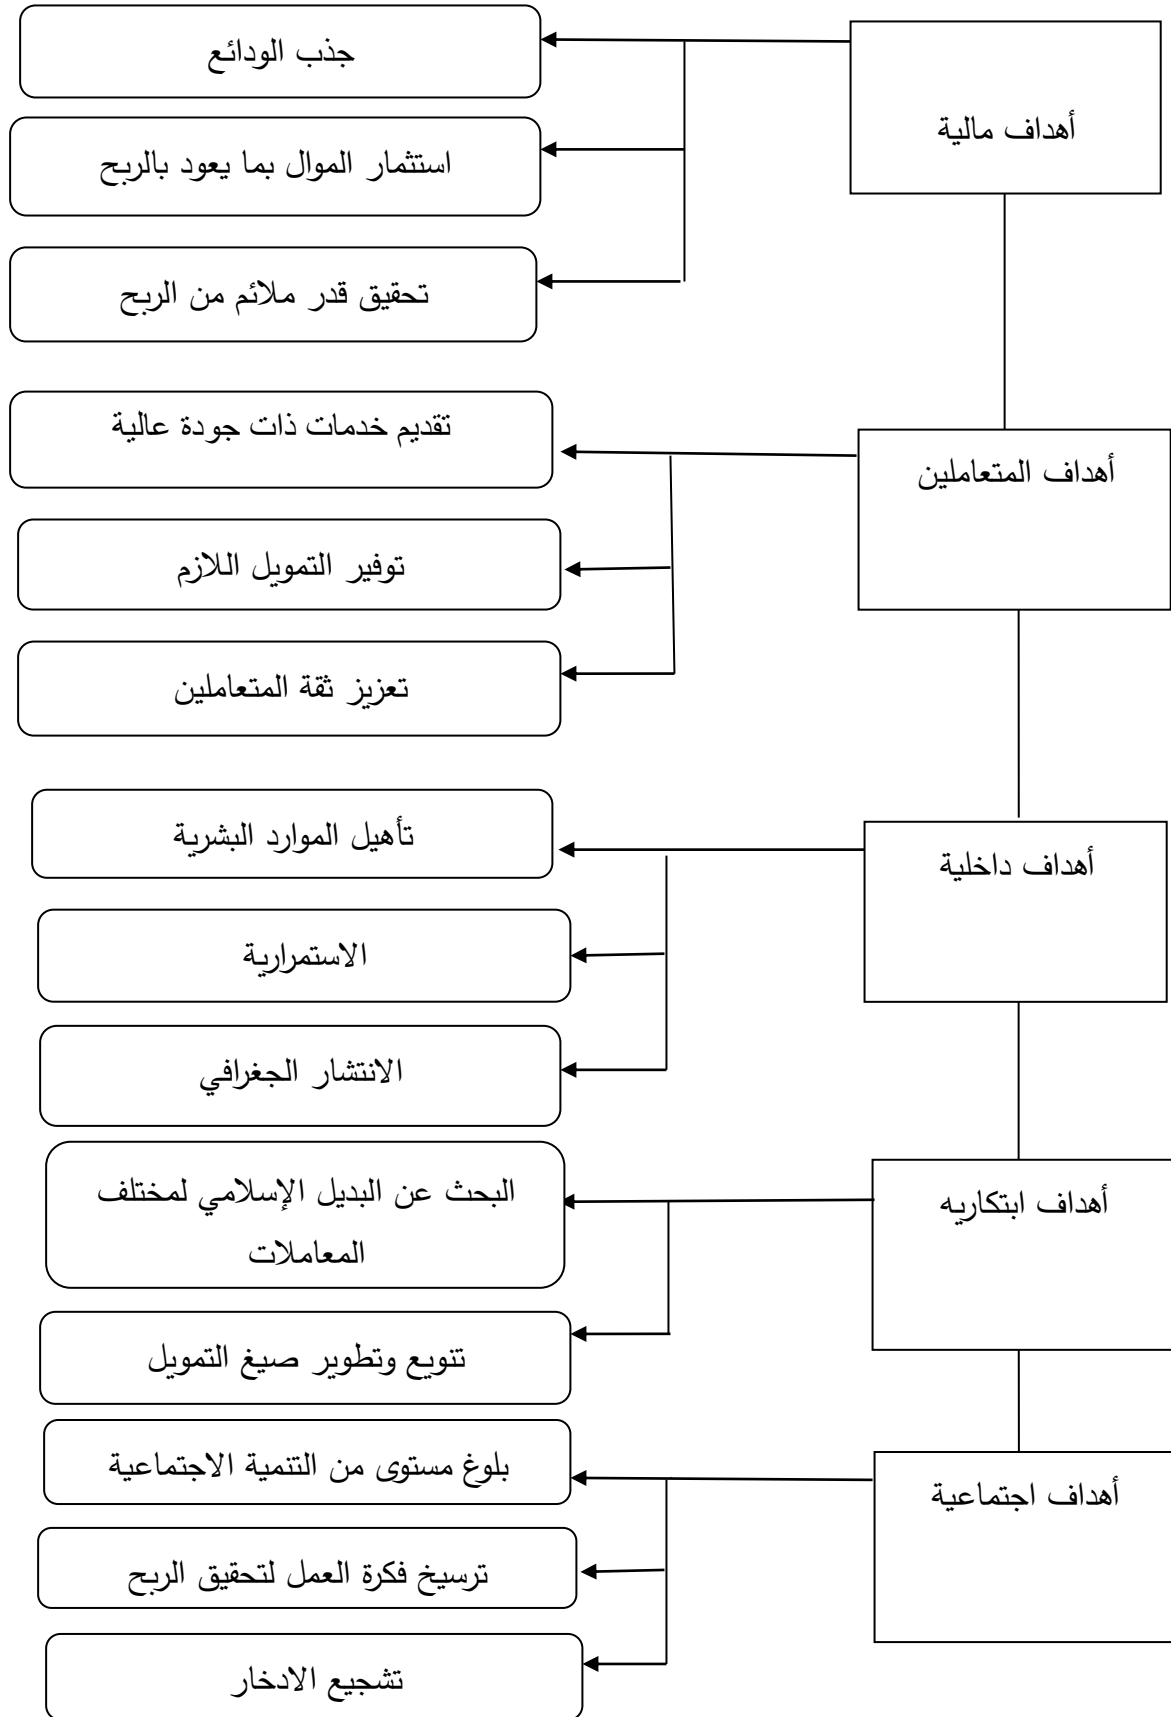 أهداف مالية
جذب الودائع
استثمار الموال بما يعود بالربح
تحقيق قدر ملائم من الربح
أهداف المتعاملين
تقديم خدمات ذات جودة عالية
توفير التمويل اللازم
تعزيز ثقة المتعاملين
أهداف داخلية
تأهيل الموارد البشرية
الاستمرارية
الانتشار الجغرافي
أهداف ابتكاريه
البحث عن البديل الإسلامي لمختلف
المعاملات
تنويع وتطوير صيغ التمويل
أهداف اجتماعية
بلوغ مستوى من التنمية الاجتماعية
ترسيخ فكرة العمل لتحقيق الربح
تشجيع الادخار